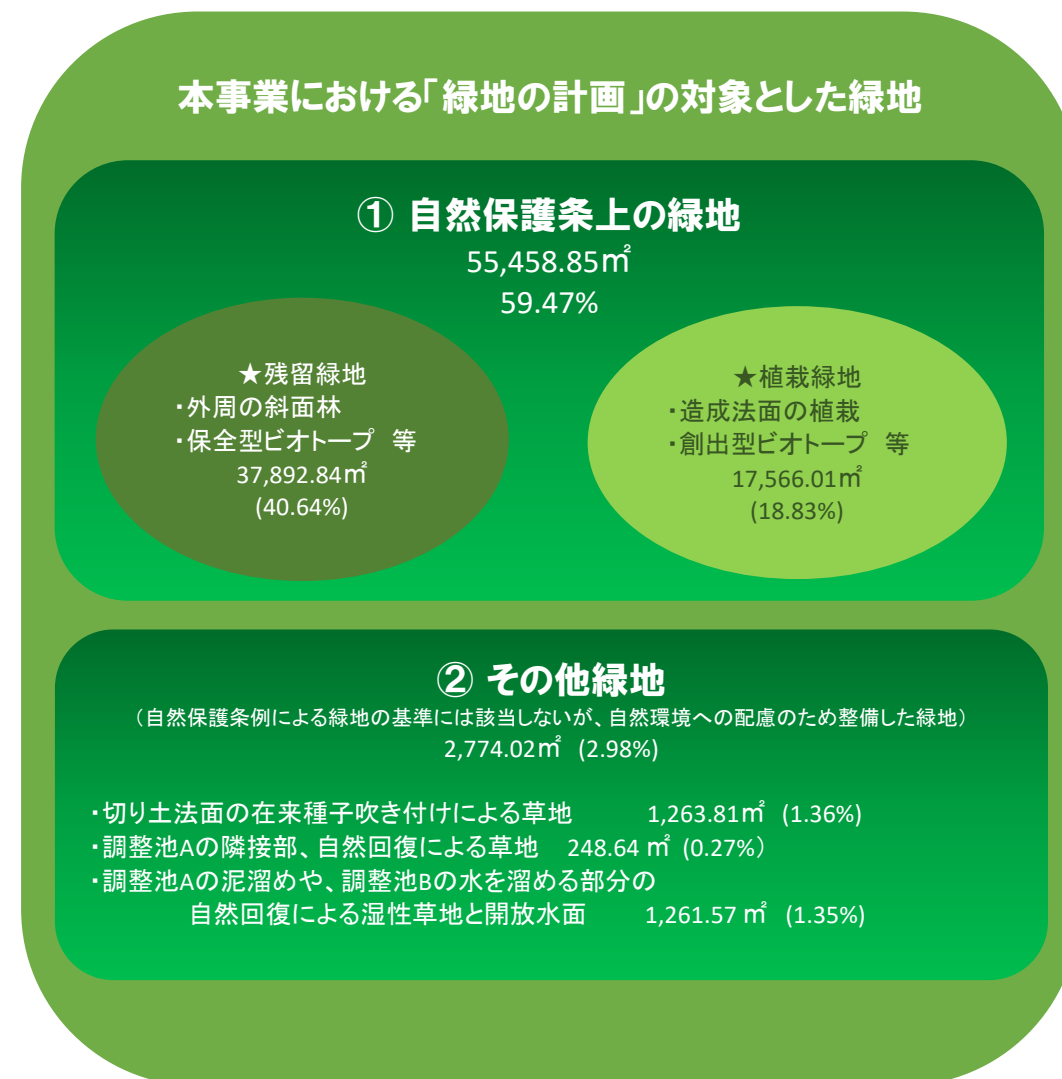 本事業における「緑地の計画」の対象とした緑地
① 自然保護条上の緑地
55,458.85㎡
59.47%
★残留緑地
・外周の斜面林
・保全型ビオトープ 等
37,892.84㎡
(40.64%)
★植栽緑地
・造成法面の植栽
・創出型ビオトープ 等
17,566.01㎡
(18.83%)
② その他緑地
（自然保護条例による緑地の基準には該当しないが、自然環境への配慮のため整備した緑地）
2,774.02㎡ (2.98%)
・切り土法面の在来種子吹き付けによる草地 1,263.81㎡ (1.36%)
・調整池Aの隣接部、自然回復による草地 248.64 ㎡ (0.27%）
・調整池Aの泥溜めや、調整池Bの水を溜める部分の
自然回復による湿性草地と開放水面 1,261.57 ㎡ (1.35%)